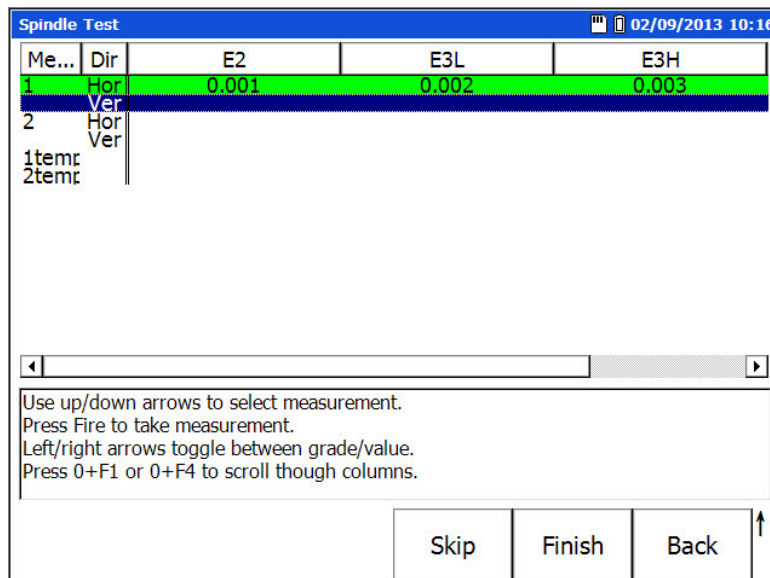 Spindle Test 02/09/2013 10:16
Me... Dir E2 E3L E3H
1 Hor 0.001 0.002 0.003
Ver
2 Hor
Ver
1temp
2temp
Use up/down arrows to select measurement.
Press Fire to take measurement.
Left/right arrows toggle between grade/value.
Press 0+F1 or 0+F4 to scroll though columns.
Skip Finish Back